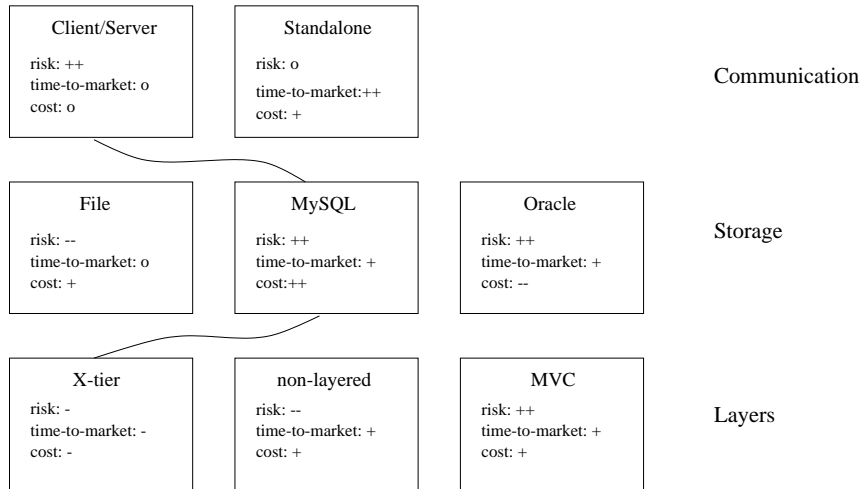 Client/Server
risk: ++
time-to-market: o
cost: o
Standalone
risk: o
time-to-market:++
cost: +
Communication
File
risk: --
time-to-market: o
cost: +
MySQL
risk: ++
time-to-market: +
cost:++
Oracle
risk: ++
time-to-market: +
cost: --
Storage
X-tier
risk: -
time-to-market: -
cost: -
non-layered
risk: --
time-to-market: +
cost: +
MVC
risk: ++
time-to-market: +
cost: +
Layers